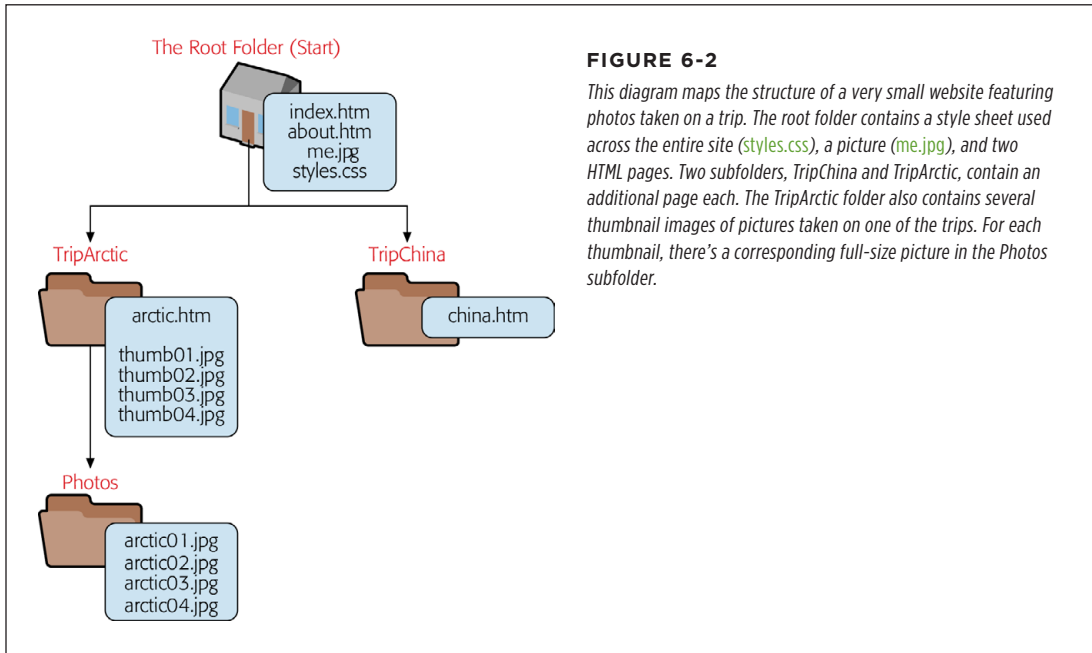 The Root Folder (Start)
index.htm
about.htm
me.jpg
styles.css
TripArctic
arctic.htm
thumb01.jpg
thumb02.jpg
thumb03.jpg
thumb04.jpg
TripChina
china.htm
Photos
arctic01.jpg
arctic02.jpg
arctic03.jpg
arctic04.jpg
FIGURE 6-2
This diagram maps the structure of a very small website featuring
photos taken on a trip. The root folder contains a style sheet used
across the entire site (styles.css), a picture (me.jpg), and two
HTML pages. Two subfolders, TripChina and TripArctic, contain an
additional page each. The TripArctic folder also contains several
thumbnail images of pictures taken on one of the trips. For each
thumbnail, there's a corresponding full-size picture in the Photos
subfolder.